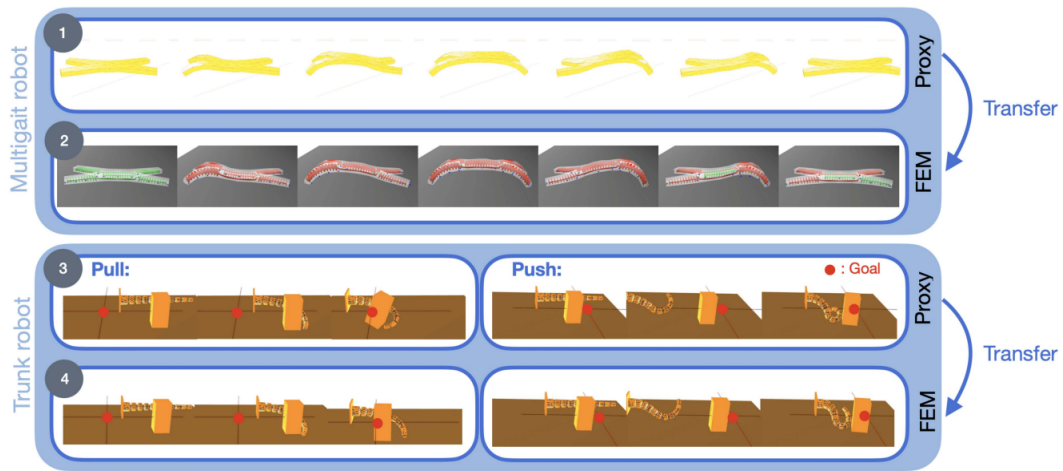 Multigait robot
1
Proxy
2
FEM
Transfer
Trunk robot
3
Pull:
Push:
: Goal
Proxy
4
FEM
Transfer